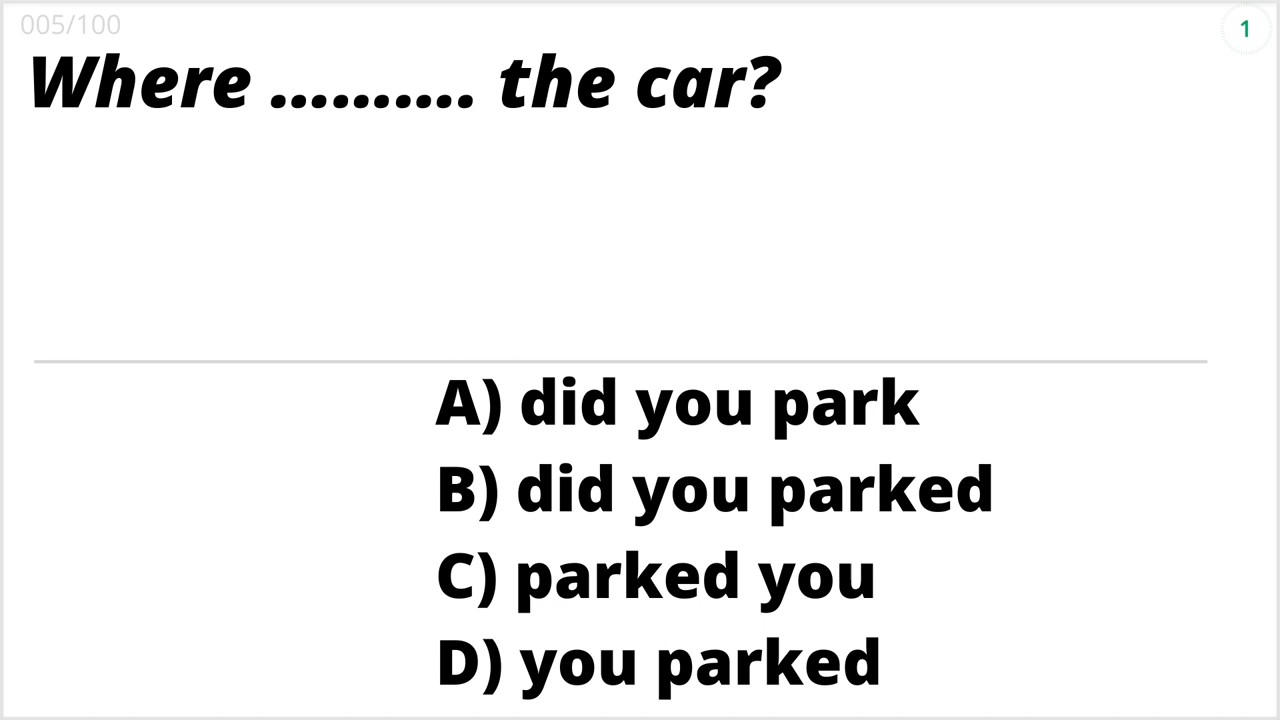 005/100
1
Where .......... the car?
A) did you park
B) did you parked
C) parked you
D) you parked